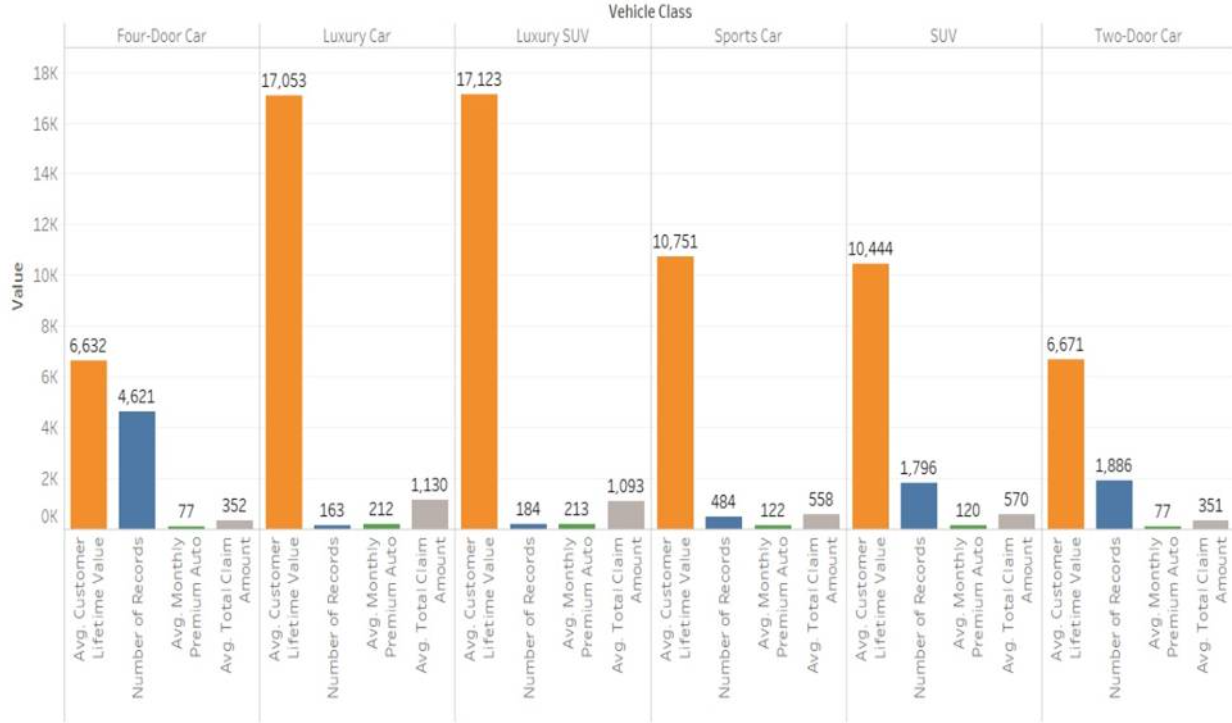 Vehicle Class
Four-Door Car
Luxury Car
Luxury SUV
Sports Car
SUV
Two-Door Car
Value
18K
16K
14K
12K
10K
8K
6K
4K
2K
0K
6,632
4,621
77
352
17,053
163
212
1,130
17,123
184
213
1,093
10,751
484
122
558
10,444
1,796
120
570
6,671
1,886
77
351
Avg. Customer
Lifetime Value
Number of Records
Avg. Monthly
Premium Auto
Avg. Total Claim
Amount
Avg. Customer
Lifetime Value
Number of Records
Avg. Monthly
Premium Auto
Avg. Total Claim
Amount
Avg. Customer
Lifetime Value
Number of Records
Avg. Monthly
Premium Auto
Avg. Total Claim
Amount
Avg. Customer
Lifetime Value
Number of Records
Avg. Monthly
Premium Auto
Avg. Total Claim
Amount
Avg. Customer
Lifetime Value
Number of Records
Avg. Monthly
Premium Auto
Avg. Total Claim
Amount
Avg. Customer
Lifetime Value
Number of Records
Avg. Monthly
Premium Auto
Avg. Total Claim
Amount